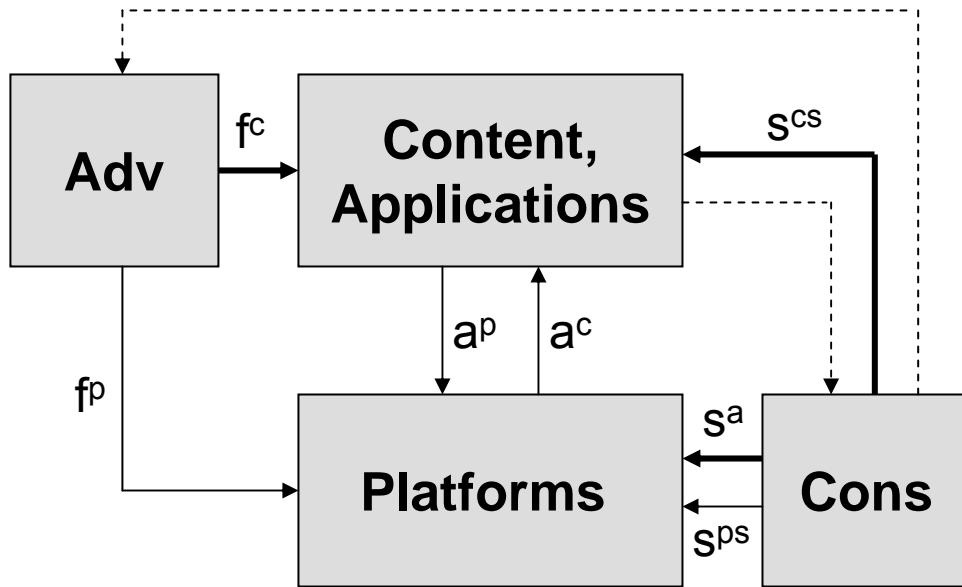 Adv
f^c
Content,
Applications
s^cs
a^p
a^c
f^p
Platforms
s^a
s^ps
Cons